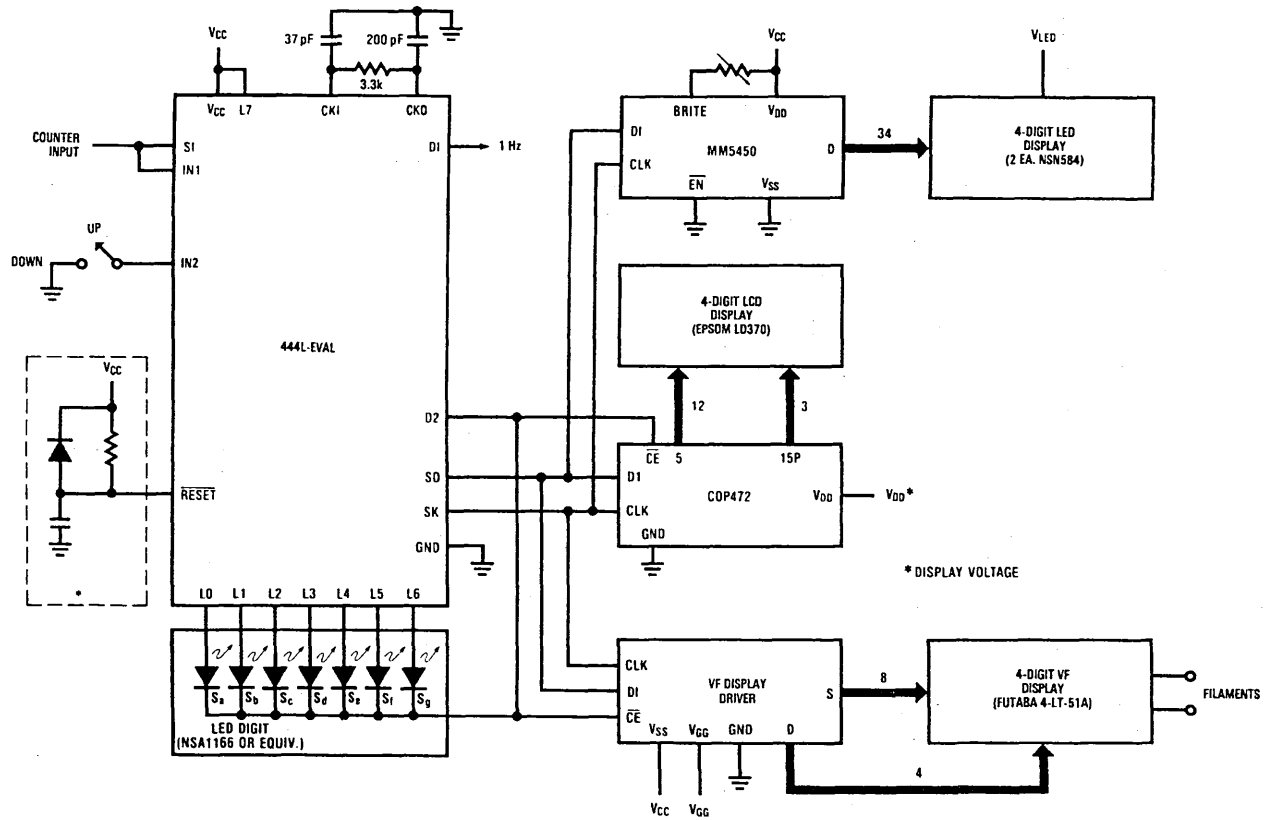 VCC
37 pF
200 pF
3.3k
VCC
VLED
VCC
L7
CKI
CKO
BRITE
VDD
COUNTER
INPUT
SI
IN1
DI
1 Hz
DI
CLK
MM5450
D
34
4-DIGIT LED
DISPLAY
(2 EA. NSN584)
EN
VSS
UP
DOWN
IN2
4-DIGIT LCD
DISPLAY
(EPSOM LD370)
444L-EVAL
VCC
12
3
D2
CE
5
15P
SO
D1
COP472
VDD
VDD*
RESET
SK
CLK
GND
GND
*
* DISPLAY VOLTAGE
L0
L1
L2
L3
L4
L5
L6
Sa
Sb
Sc
Sd
Se
Sf
Sg
LED DIGIT
(NSA1166 OR EQUIV.)
CLK
DI
CE
VF DISPLAY
DRIVER
S
8
4-DIGIT VF
DISPLAY
(FUTABA 4-LT-51A)
FILAMENTS
VSS
VGG
GND
D
4
VCC
VGG